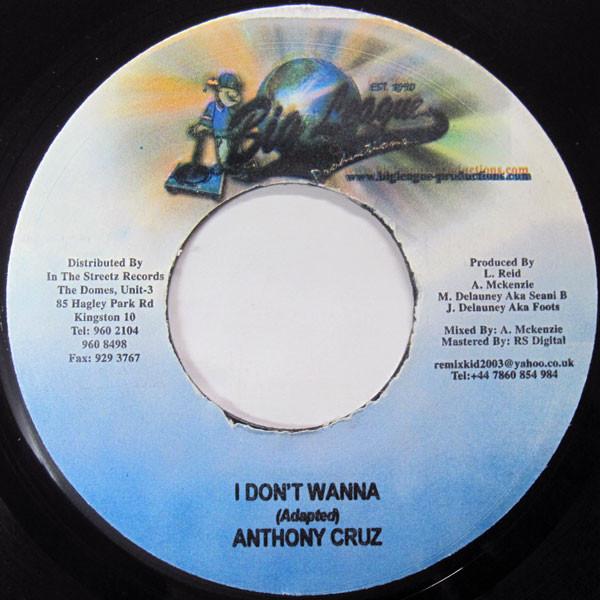 EST. 1990
Big League
Productions
www.bigleague-productions.com
Distributed By
In The Streetz Records
The Domes, Unit-3
85 Hagley Park Rd
Kingston 10
Tel: 960 2104
960 8498
Fax: 929 3767
Produced By
L. Reid
A. Mckenzie
M. Delauney Aka Seani B
J. Delauney Aka Foots
Mixed By: A. Mckenzie
Mastered By: RS Digital
remixkid2003@yahoo.co.uk
Tel:+44 7860 854 984
I DON'T WANNA
(Adapted)
ANTHONY CRUZ